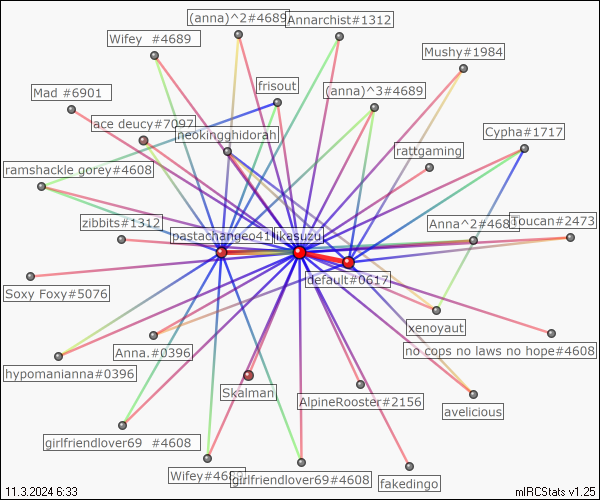 (anna)^2#4689
Annarchist#1312
Wifey #4689
Mushy#1984
Mad #6901
frisout
(anna)^3#4689
ace deucy#7097
neokingghidorah
Cypha#1717
rattgaming
ramshackle gorey#4608
zibbits#1312
Anna^2#468
Toucan#2473
pastachangeo41
likasuzu
default#0617
Soxy Foxy#5076
xenoyaut
no cops no laws no hope#4608
Anna.#0396
hypomanianna#0396
Skalman
AlpineRooster#2156
avelicious
girlfriendlover69 #4608
Wifey#46
girlfriendlover69#4608
fakedingo
11.3.2024 6:33
mIRCStats v1.25